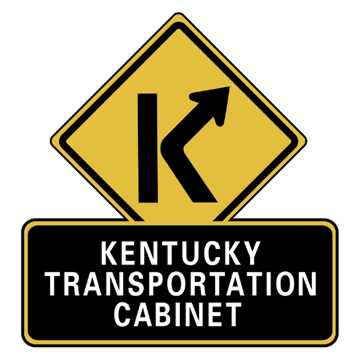 K
KENTUCKY
TRANSPORTATION
CABINET